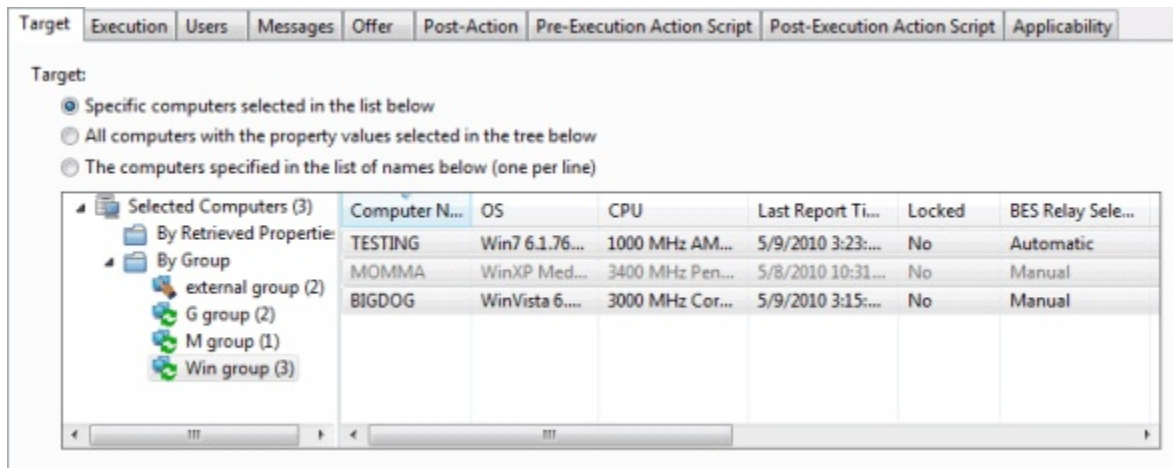 Target Execution Users Messages Offer Post-Action Pre-Execution Action Script Post-Execution Action Script Applicability
Target:
Specific computers selected in the list below
All computers with the property values selected in the tree below
The computers specified in the list of names below (one per line)
Selected Computers (3)
By Retrieved Propertie
By Group
external group (2)
G group (2)
M group (1)
Win group (3)
Computer N... OS CPU Last Report Ti... Locked BES Relay Sele...
TESTING Win7 6.1.76... 1000 MHz AM... 5/9/2010 3:23:... No Automatic
MOMMA WinXP Med... 3400 MHz Pen... 5/8/2010 10:31... No Manual
BIGDOG WinVista 6.... 3000 MHz Cor... 5/9/2010 3:15:... No Manual